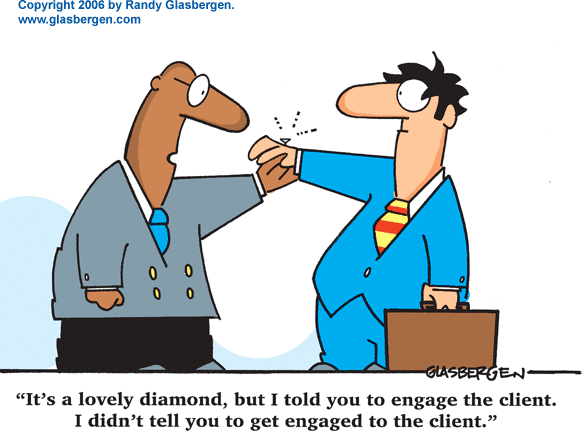 Copyright 2006 by Randy Glasbergen.
www.glasbergen.com
GLASBERGEN
“It’s a lovely diamond, but I told you to engage the client.
I didn’t tell you to get engaged to the client.”